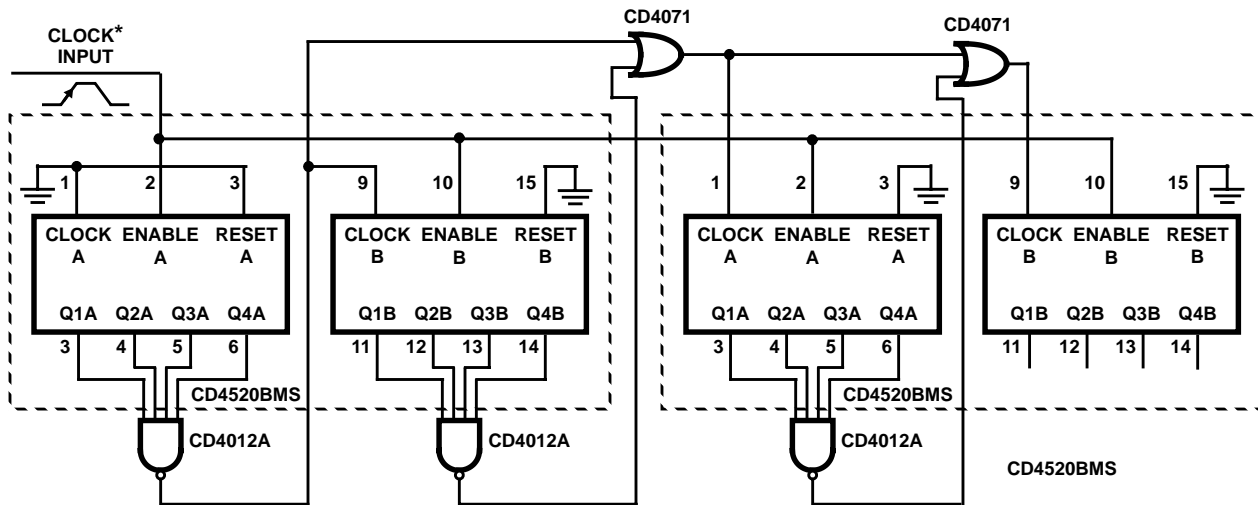 CD4071
CD4071
CLOCK*
INPUT
1 2 3 9 10 15 1 2 3 9 10 15
CLOCK ENABLE RESET
A A A
CLOCK ENABLE RESET
B B B
CLOCK ENABLE RESET
A A A
CLOCK ENABLE RESET
B B B
Q1A Q2A Q3A Q4A
Q1B Q2B Q3B Q4B
Q1A Q2A Q3A Q4A
Q1B Q2B Q3B Q4B
3 4 5 6 11 12 13 14 3 4 5 6 11 12 13 14
CD4520BMS
CD4520BMS
CD4012A
CD4012A
CD4012A
CD4520BMS